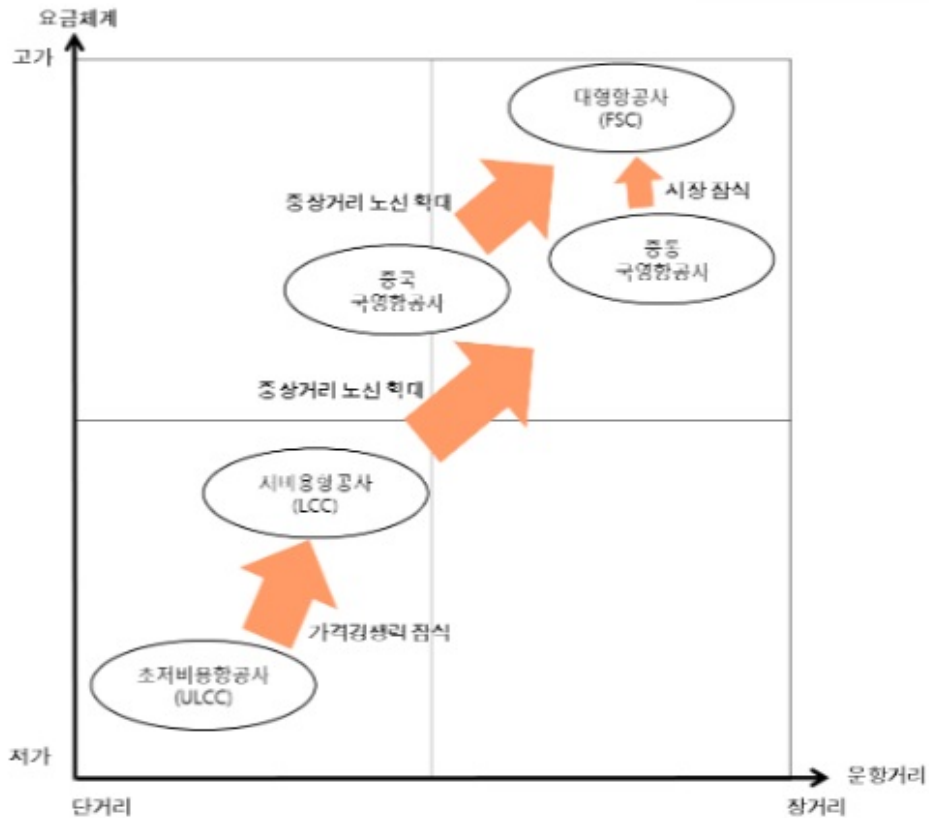 요금체계
고가
대형항공사
(FSC)
중장거리 노선 확대
시장 잠식
중동
국영항공사
중국
국영항공사
중장거리 노선 확대
저비용항공사
(LCC)
가격경쟁력 잠식
초저비용항공사
(ULCC)
저가
운항거리
단거리
장거리